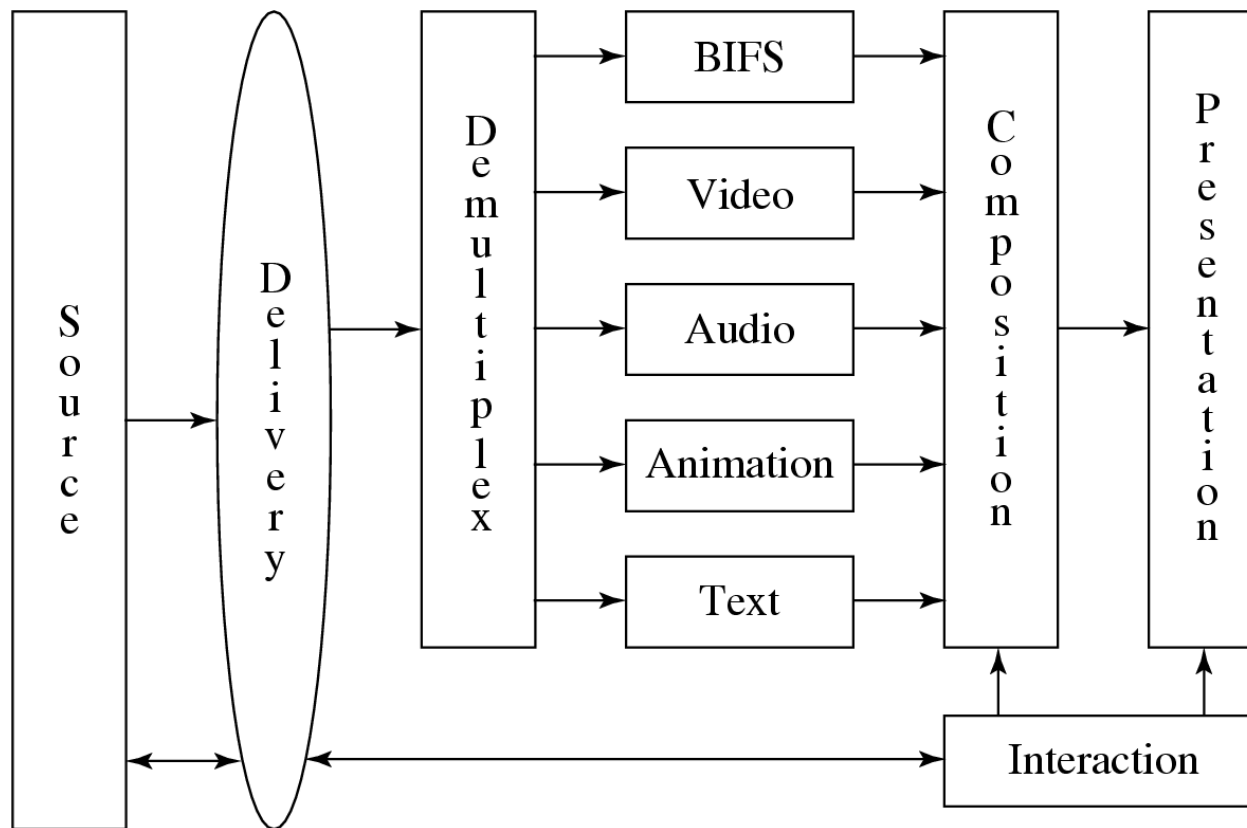 Source
Delivery
Demultiplex
BIFS
Video
Audio
Animation
Text
Composition
Presentation
Interaction